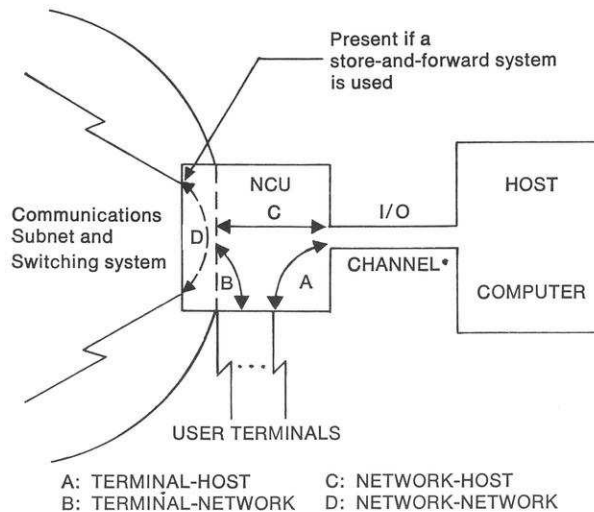 Present if a
store-and-forward system
is used
NCU
HOST
C
I/O
Communications
Subnet and
Switching system
D
B
A
CHANNEL
COMPUTER
USER TERMINALS
A: TERMINAL-HOST
C: NETWORK-HOST
B: TERMINAL-NETWORK
D: NETWORK-NETWORK